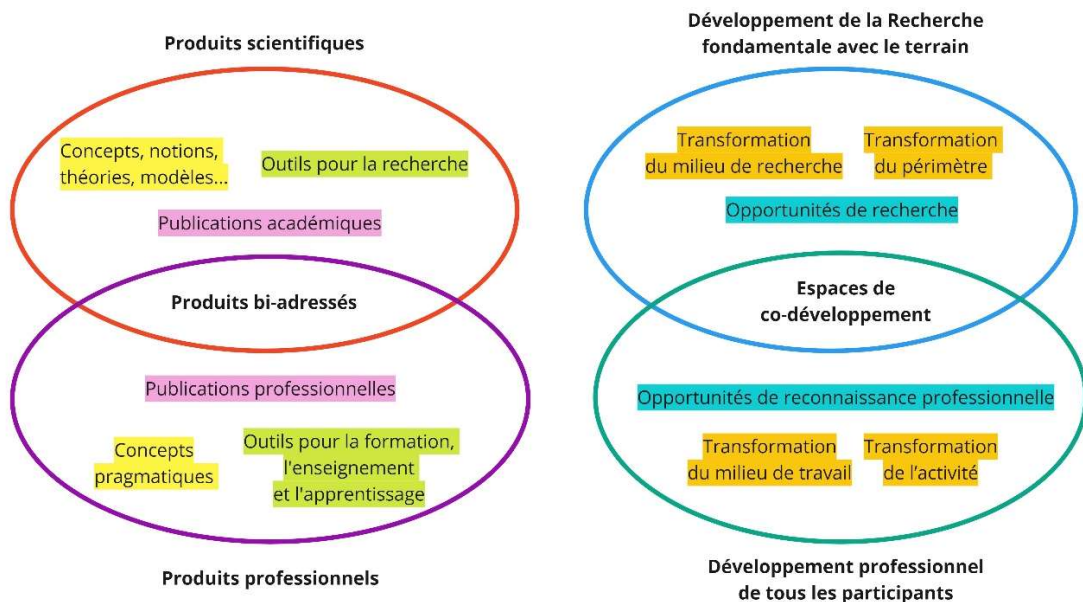 Produits scientifiques
Concepts, notions,
théories, modèles...
Outils pour la recherche
Publications académiques
Produits bi-adressés
Publications professionnelles
Concepts
pragmatiques
Outils pour la formation,
l'enseignement
et l'apprentissage
Produits professionnels
Développement de la Recherche
fondamentale avec le terrain
Transformation
du milieu de recherche
Transformation
du périmètre
Opportunités de recherche
Espaces de
co-développement
Opportunités de reconnaissance professionnelle
Transformation
du milieu de travail
Transformation
de l'activité
Développement professionnel
de tous les participants